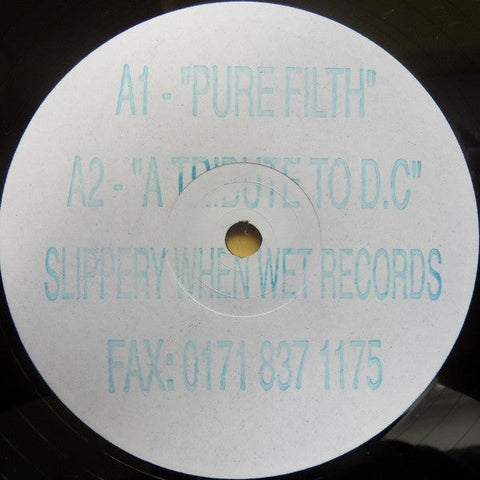 A1 - "PURE FILTH"
A2 - "A TRIBUTE TO D.C"
SLIPPERY WHEN WET RECORDS
FAX: 0171 837 1175